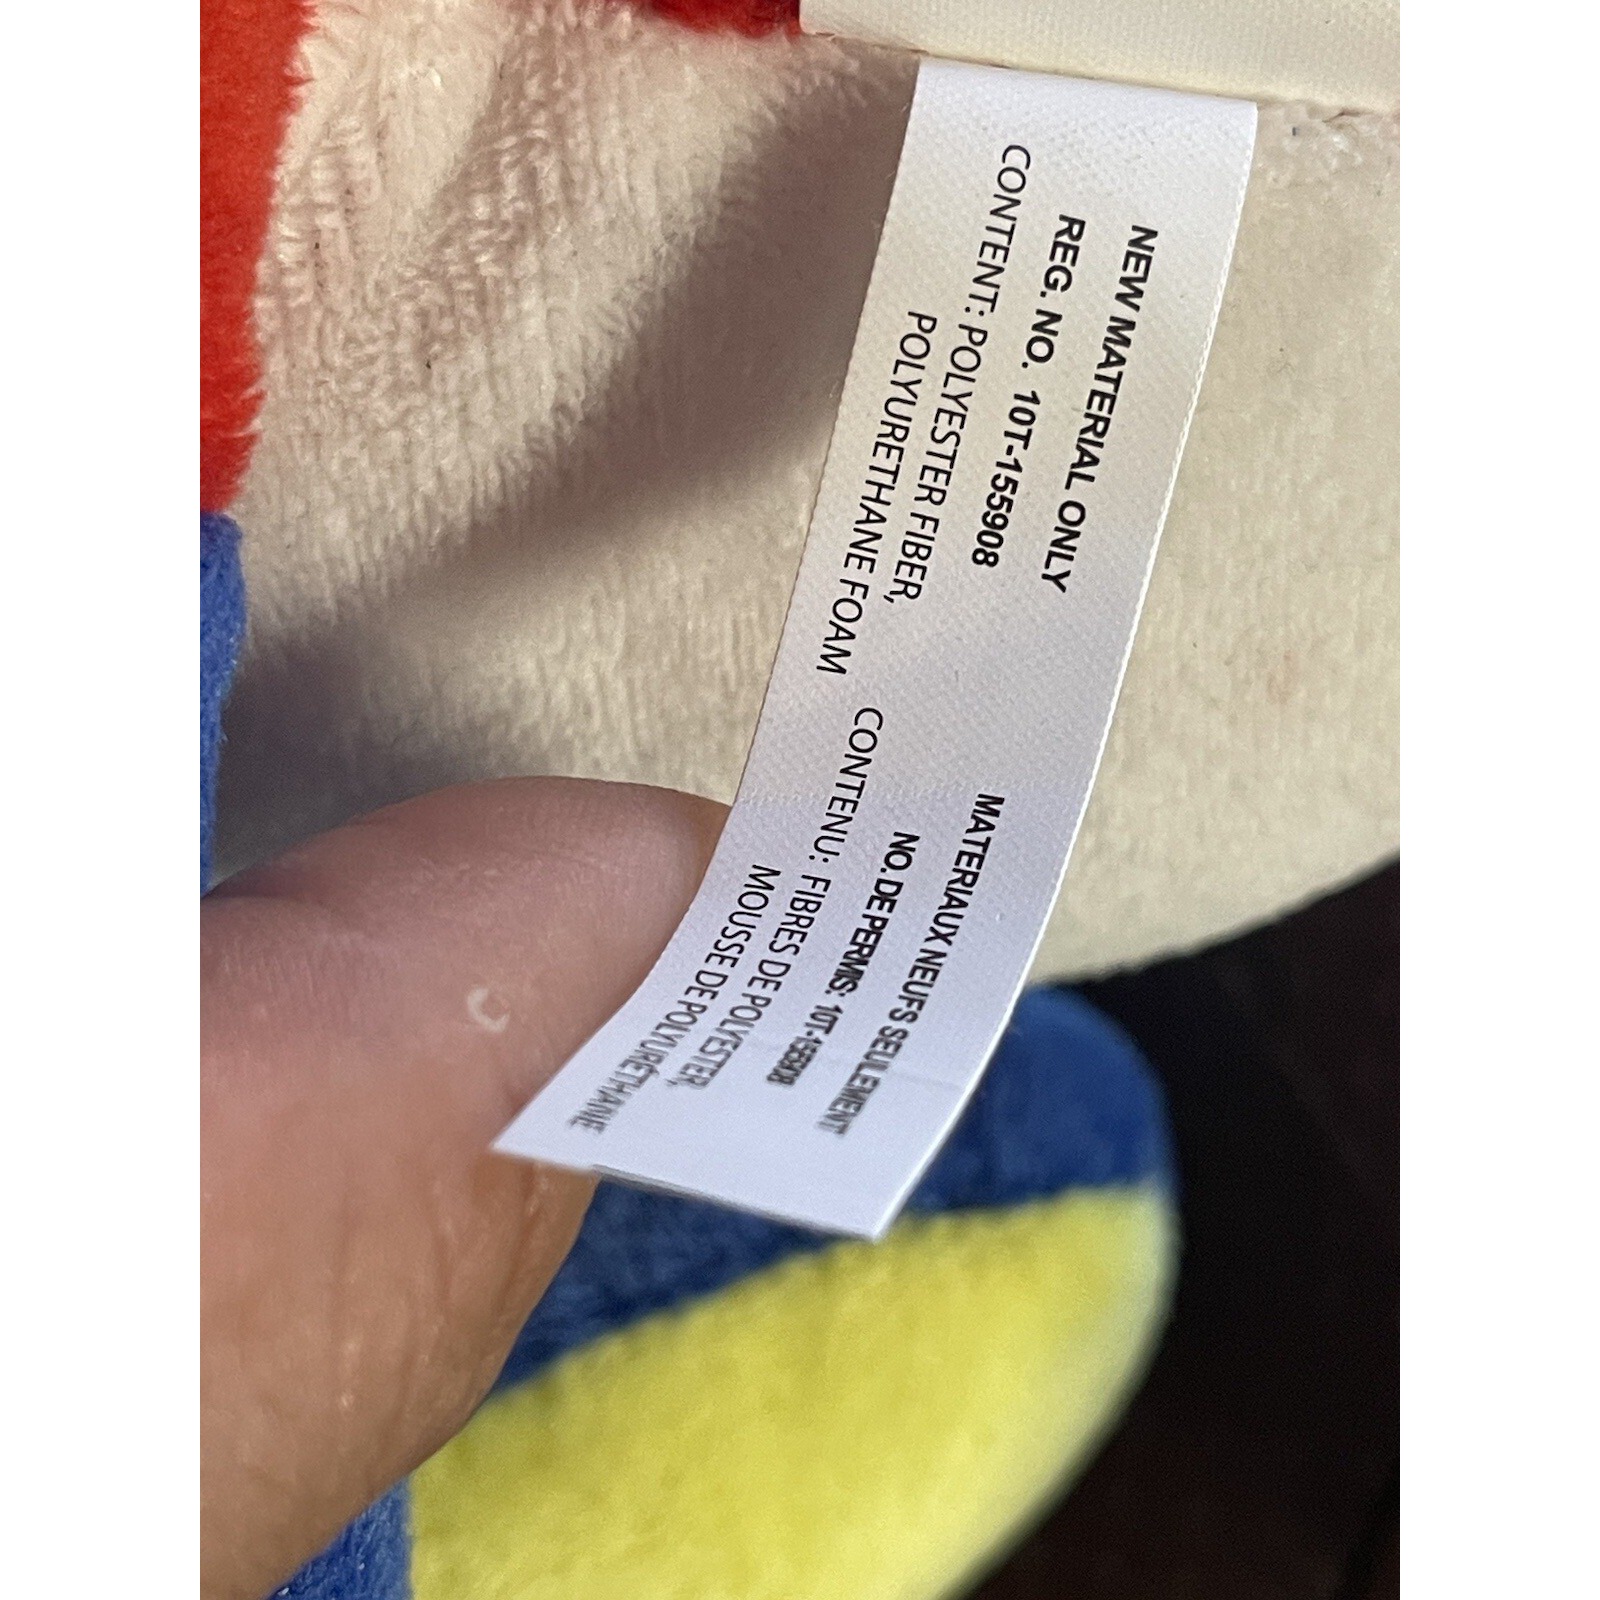 NEW MATERIAL ONLY
REG. NO. 10T-155908
CONTENT: POLYESTER FIBER,
POLYURETHANE FOAM
MATERIAUX NEUFS SEULEMENT
NO. DE PERMIS: 10T-155908
CONTENU: FIBRES DE POLYESTER,
MOUSSE DE POLYURÉTHANE